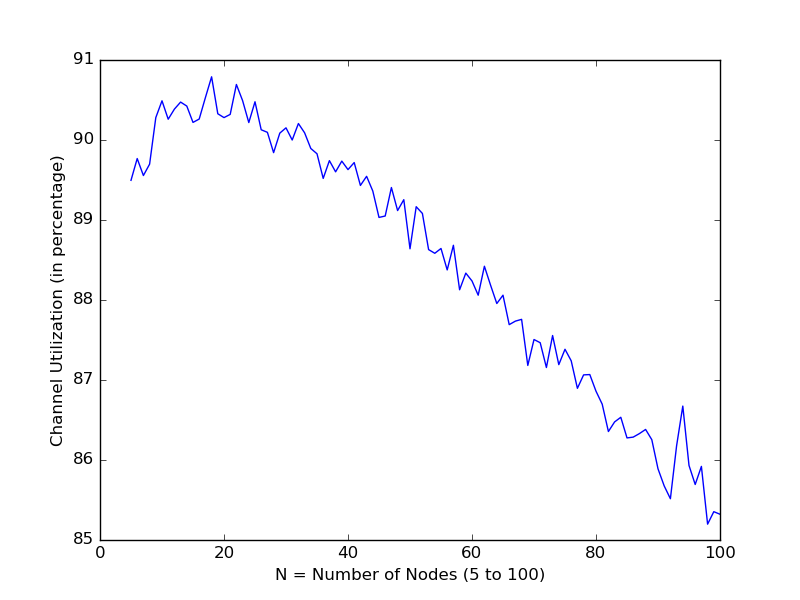 91
90
89
88
87
86
85
0 20 40 60 80 100
Channel Utilization (in percentage)
N = Number of Nodes (5 to 100)